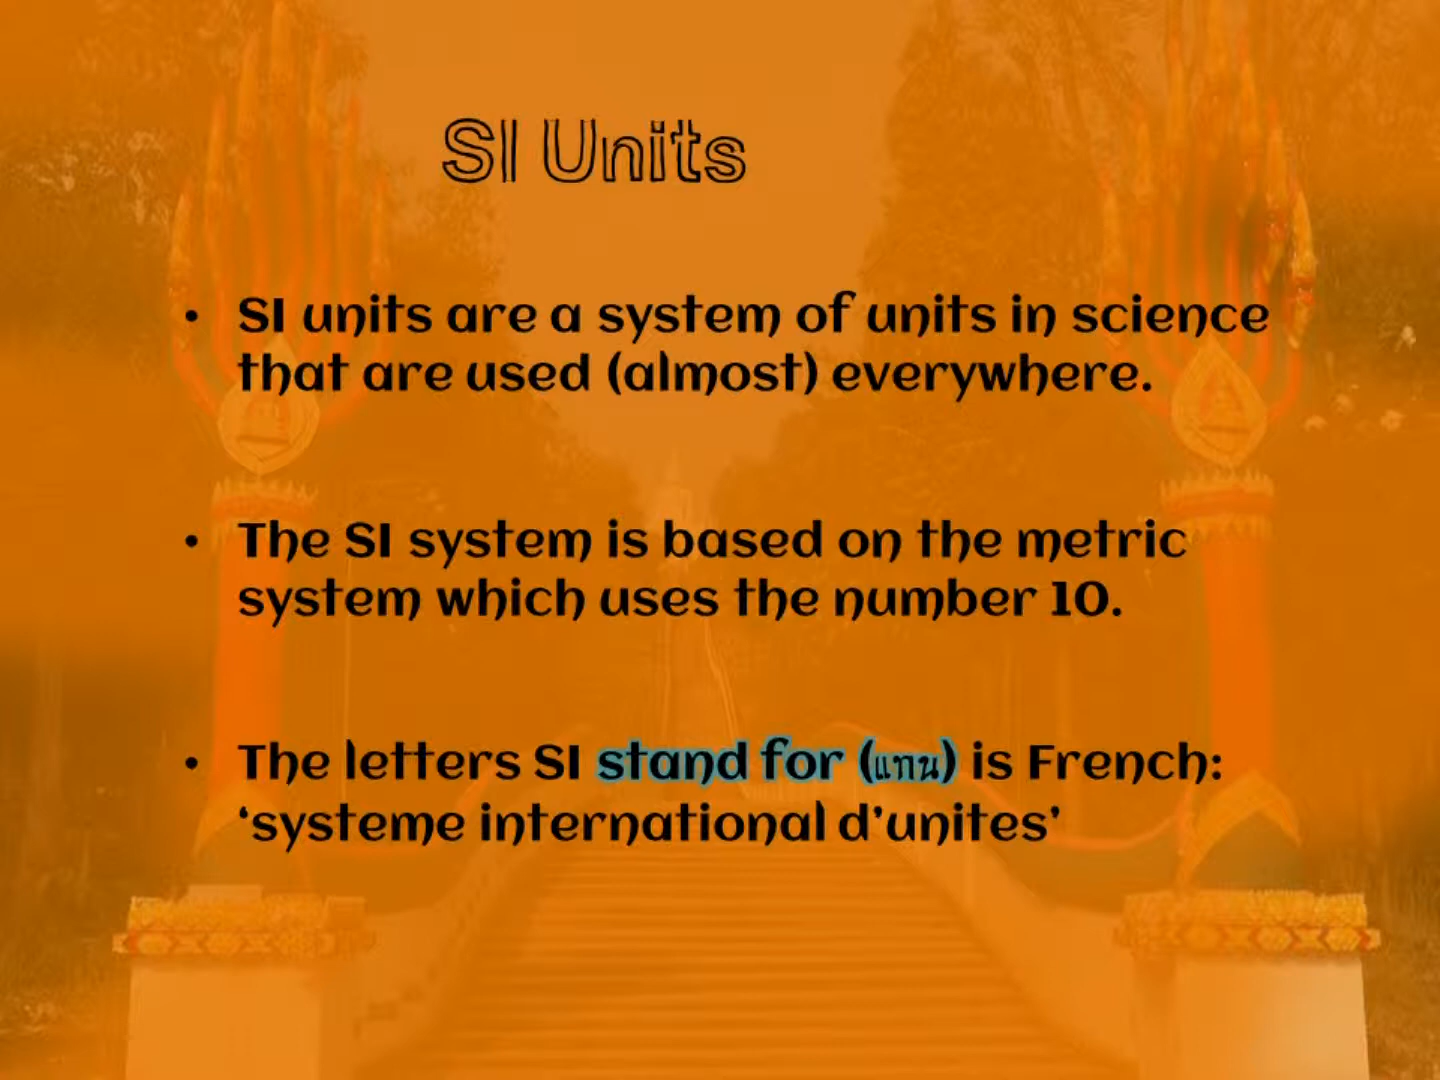 SI Units
• SI units are a system of units in science
that are used (almost) everywhere.
• The SI system is based on the metric
system which uses the number 10.
• The letters SI stand for (แทน) is French:
‘systeme international d’unites’